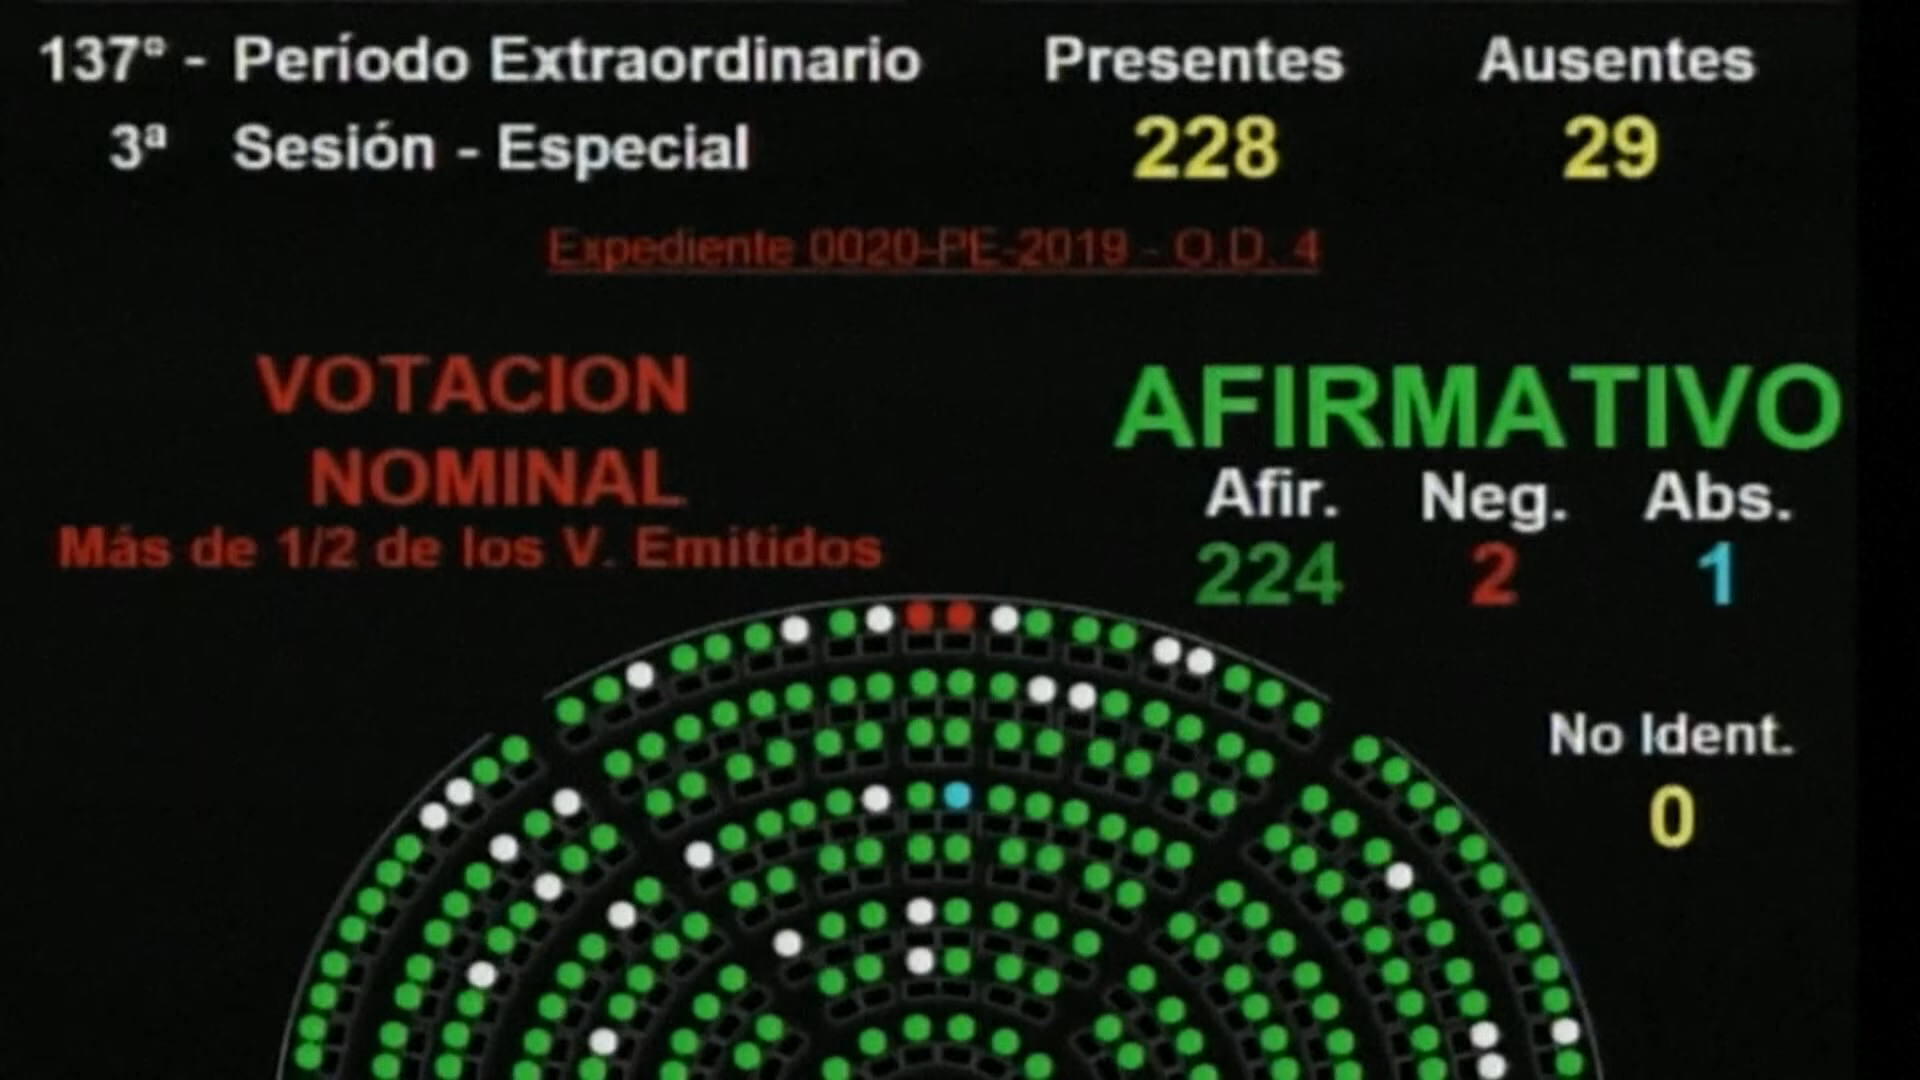 137º - Período Extraordinario
3ª Sesión - Especial
Presentes Ausentes
228 29
Expediente 0020-PE-2019 - O.D. 4
VOTACION
NOMINAL
Más de 1/2 de los V. Emitidos
AFIRMATIVO
Afir. Neg. Abs.
224 2 1
No Ident.
0